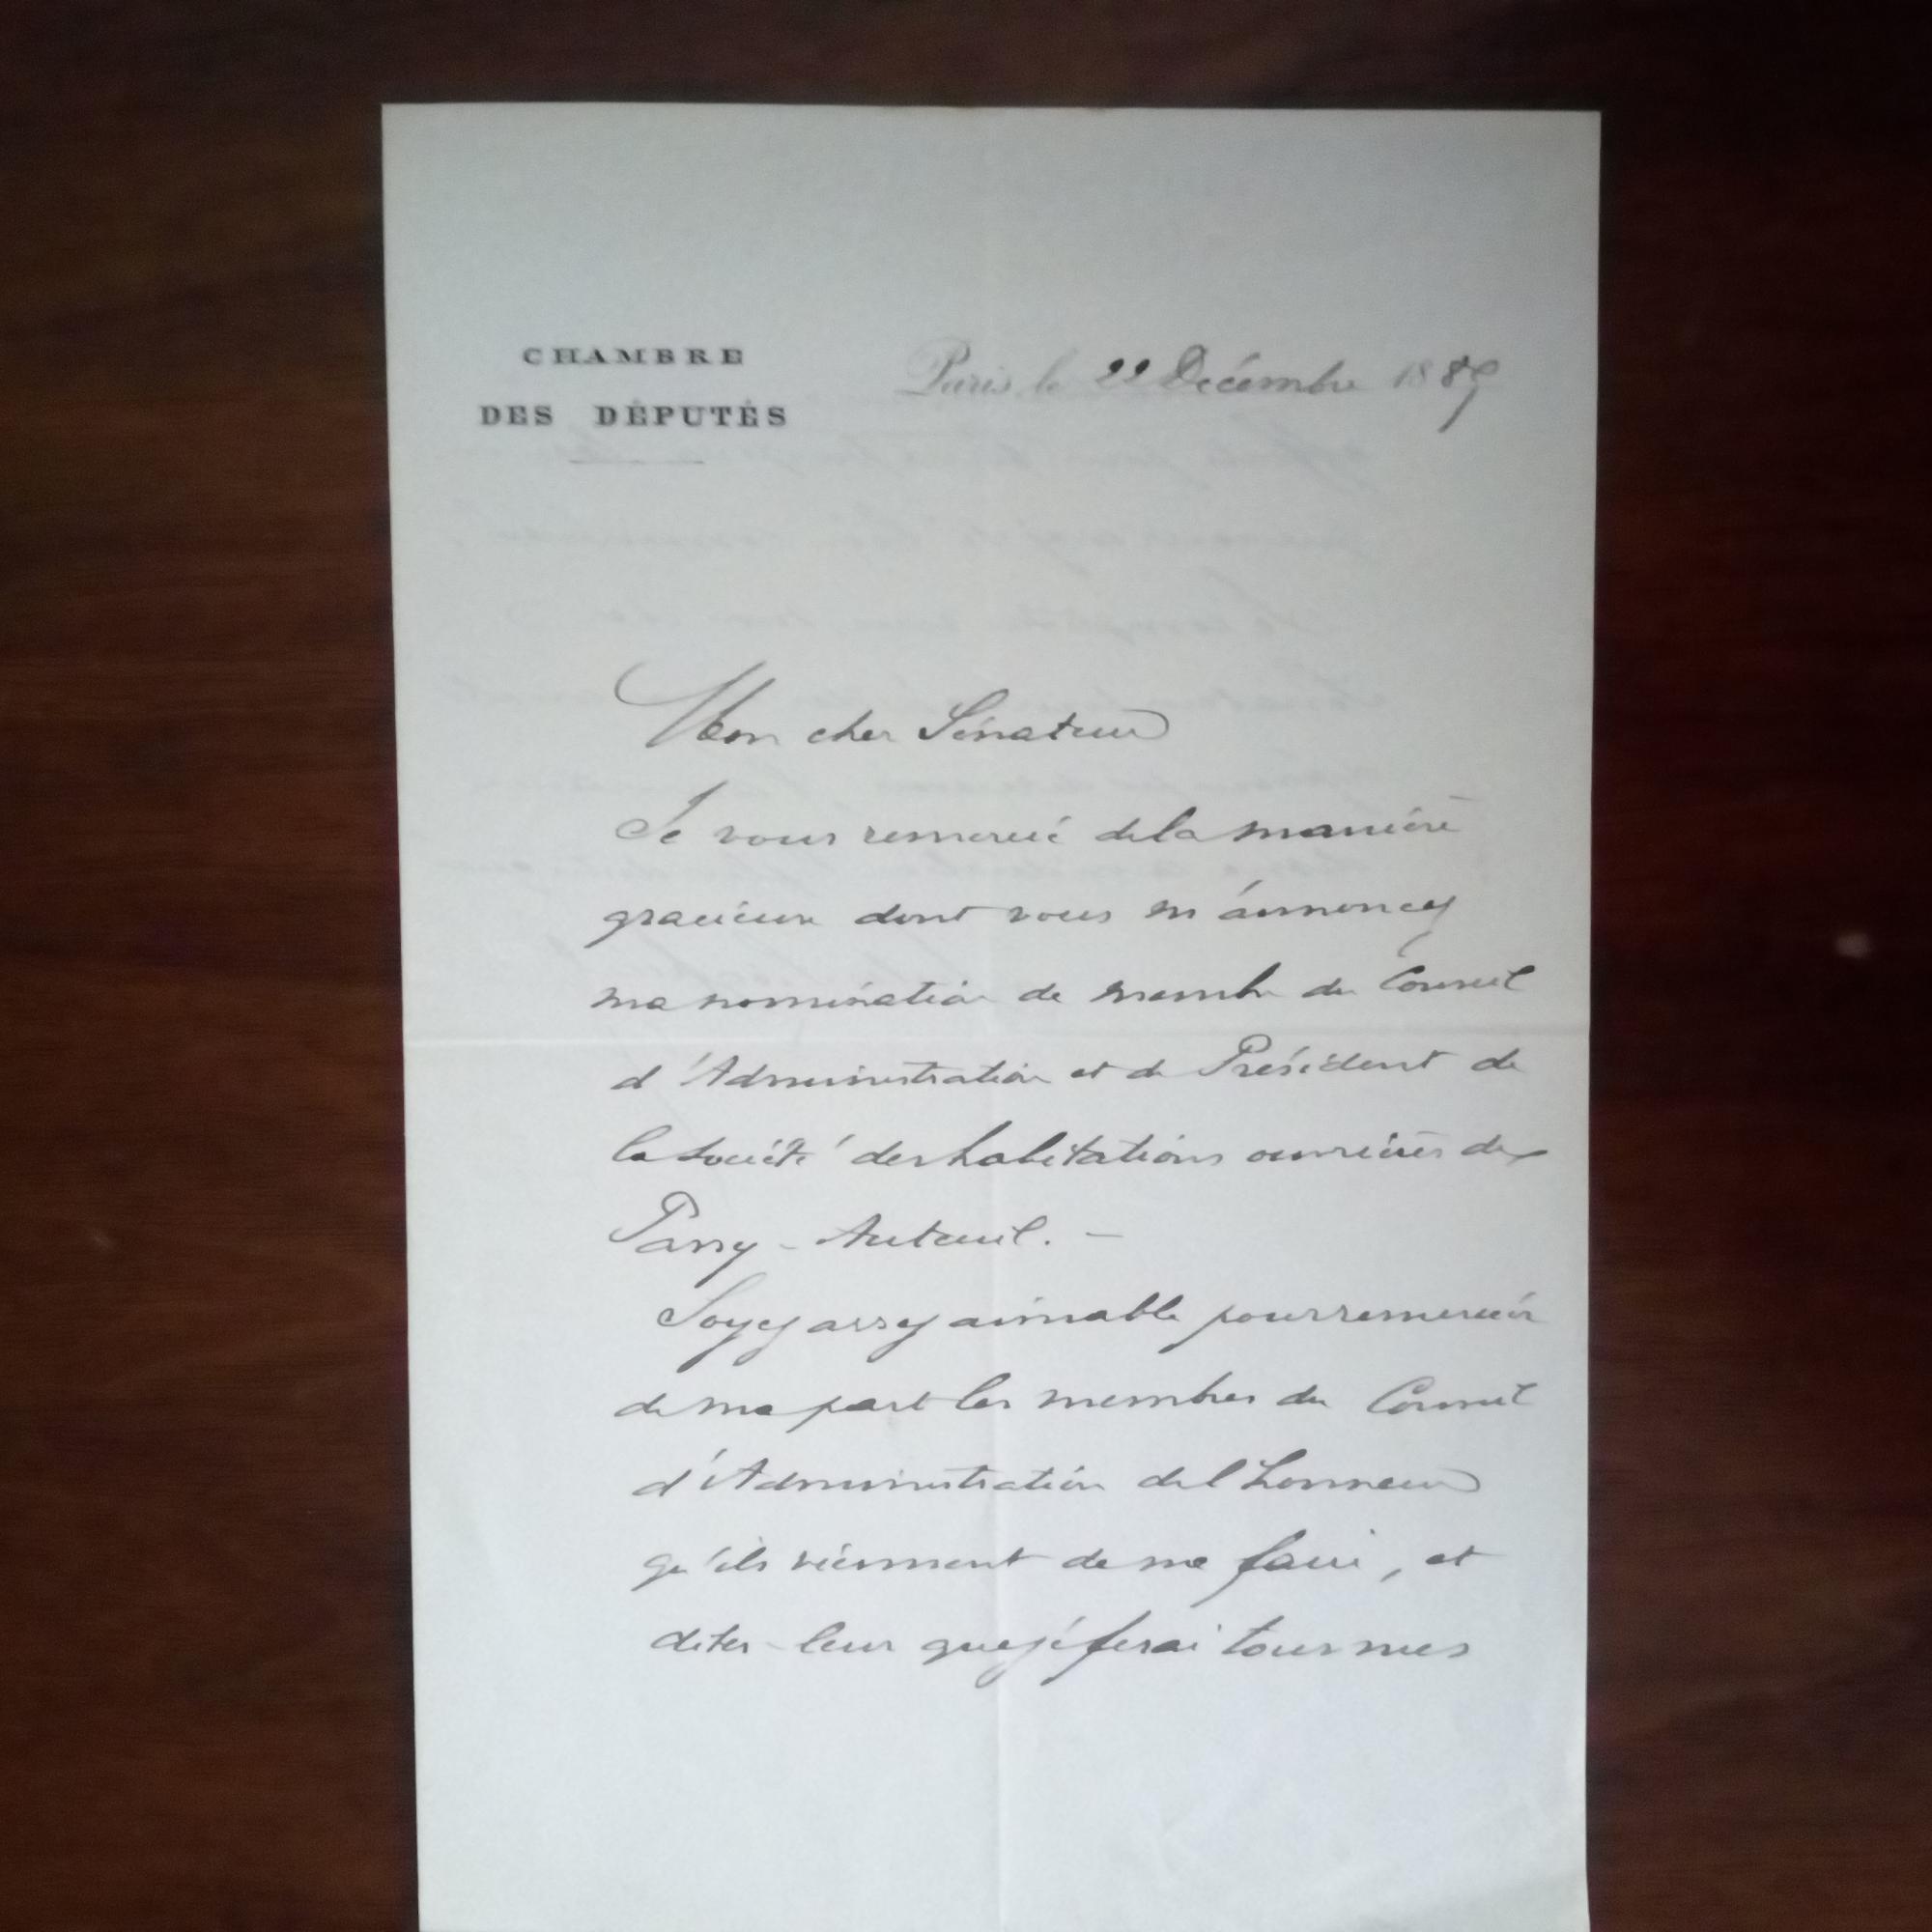 CHAMBRE
DES DÉPUTÉS
Paris, le 22 Décembre 1889
Mon cher Sénateur
Je vous remercie de la manière
gracieuse dont vous m'annoncez
ma nomination de membre du Conseil
d'Administration et de Président de
la Société des habitations ouvrières de
Passy-Auteuil. -
Soyez assez aimable pour remercier
de ma part les membres du Conseil
d'Administration de l'honneur
qu'ils viennent de me faire, et
dites-leur que je ferai tous mes